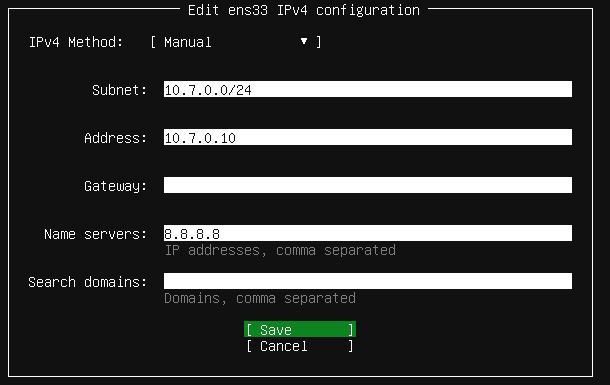 Edit ens33 IPv4 configuration
IPv4 Method: [ Manual ▼ ]
Subnet: 10.7.0.0/24
Address: 10.7.0.10
Gateway:
Name servers: 8.8.8.8
IP addresses, comma separated
Search domains:
Domains, comma separated
[ Save ]
[ Cancel ]